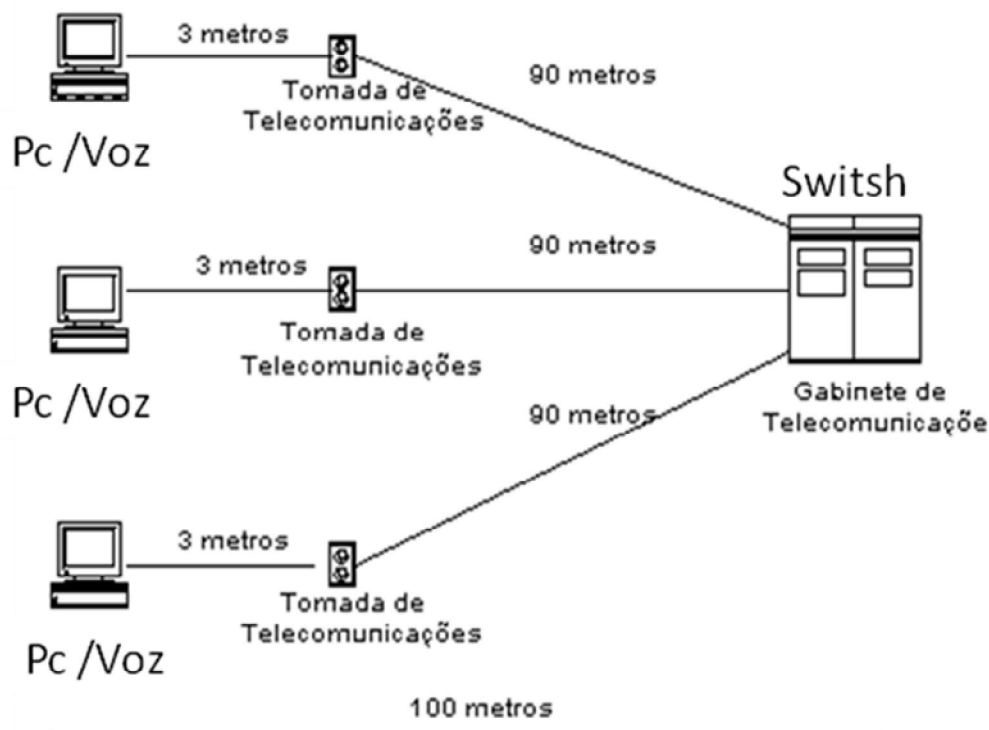 3 metros
90 metros
Tomada de
Telecomunicações
Pc /Voz
Switsh
3 metros
90 metros
Tomada de
Telecomunicações
Pc /Voz
Gabinete de
Telecomunicaçõe
90 metros
3 metros
Tomada de
Telecomunicações
Pc /Voz
100 metros